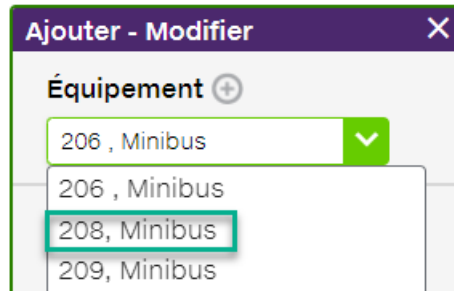 Ajouter - Modifier
Équipement
206 , Minibus
206 , Minibus
208, Minibus
209, Minibus